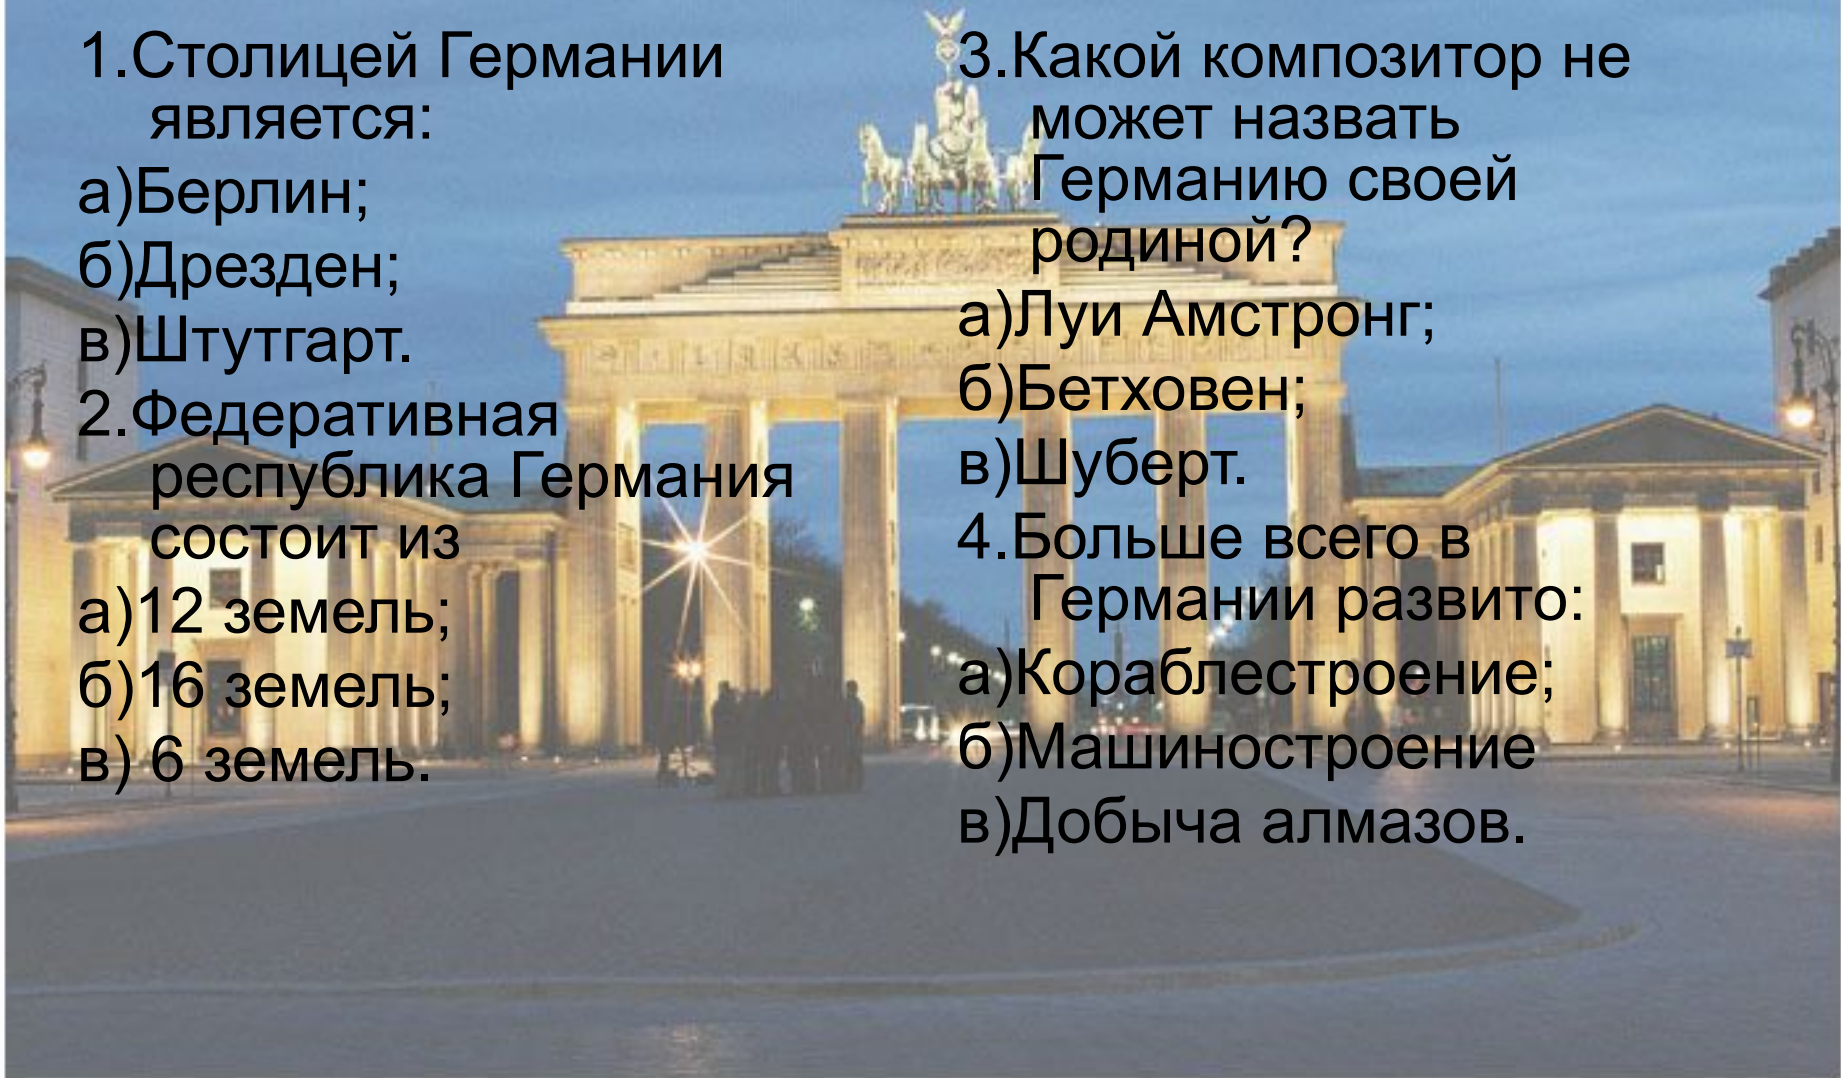 1.Столицей Германии
является:
а)Берлин;
б)Дрезден;
в)Штутгарт.
2.Федеративная
республика Германия
состоит из
а)12 земель;
б)16 земель;
в) 6 земель.
3.Какой композитор не
может назвать
Германию своей
родиной?
а)Луи Амстронг;
б)Бетховен;
в)Шуберт.
4.Больше всего в
Германии развито:
а)Кораблестроение;
б)Машиностроение
в)Добыча алмазов.